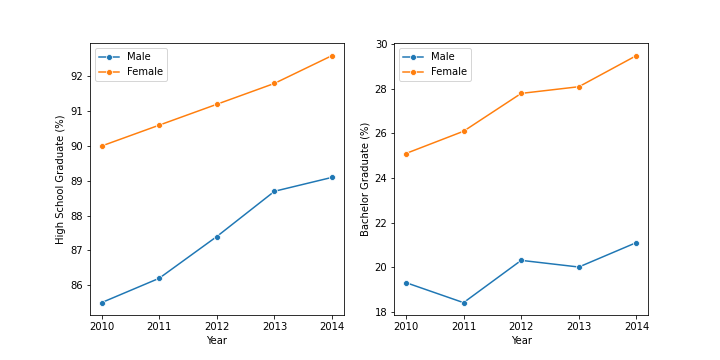 Male
Female
92
91
90
89
88
87
86
High School Graduate (%)
2010 2011 2012 2013 2014
Year
Male
Female
30
28
26
24
22
20
18
Bachelor Graduate (%)
2010 2011 2012 2013 2014
Year